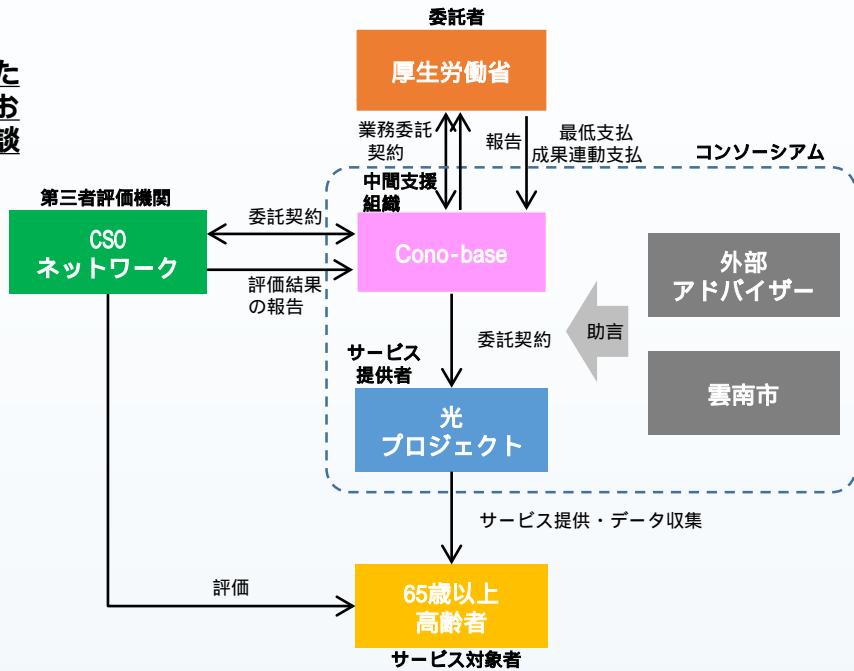 委託者
厚生労働省
た
お
談
業務委託
契約
報告
最低支払
成果連動支払
コンソーシアム
中間支援
組織
第三者評価機関
CSO
ネットワーク
委託契約
評価結果
の報告
Cono-base
外部
アドバイザー
助言
委託契約
サービス
提供者
雲南市
光
プロジェクト
サービス提供・データ収集
評価
65歳以上
高齢者
サービス対象者